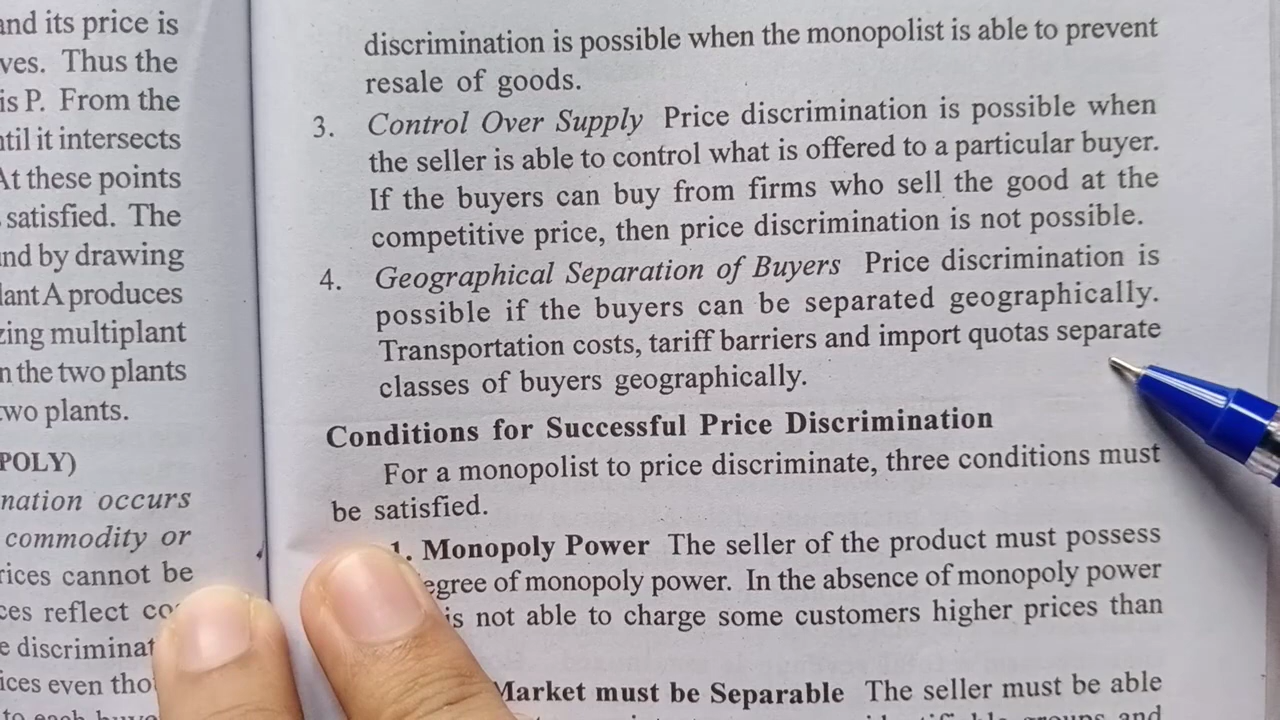 and its price is
ves. Thus the
is P. From the
til it intersects
At these points
satisfied. The
nd by drawing
lant A produces
zing multiplant
n the two plants
two plants.
POLY)
nation occurs
commodity or
rices cannot be
ces reflect co
e discriminat
ices even tho
discrimination is possible when the monopolist is able to prevent
resale of goods.
3. Control Over Supply Price discrimination is possible when
the seller is able to control what is offered to a particular buyer.
If the buyers can buy from firms who sell the good at the
competitive price, then price discrimination is not possible.
4. Geographical Separation of Buyers Price discrimination is
possible if the buyers can be separated geographically.
Transportation costs, tariff barriers and import quotas separate
classes of buyers geographically.
Conditions for Successful Price Discrimination
For a monopolist to price discriminate, three conditions must
be satisfied.
1. Monopoly Power The seller of the product must possess
egree of monopoly power. In the absence of monopoly power
is not able to charge some customers higher prices than
Market must be Separable The seller must be able